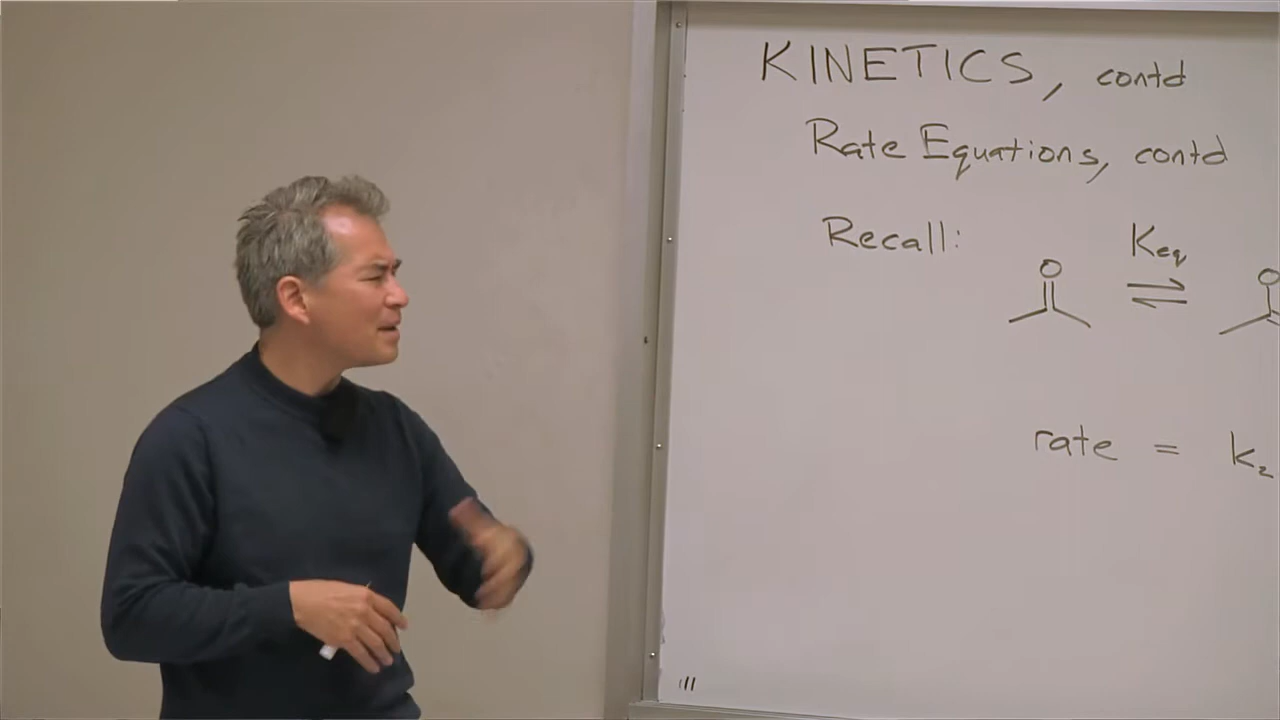 KINETICS, contd
Rate Equations, contd
Recall:
Keq
O
O
rate = k2